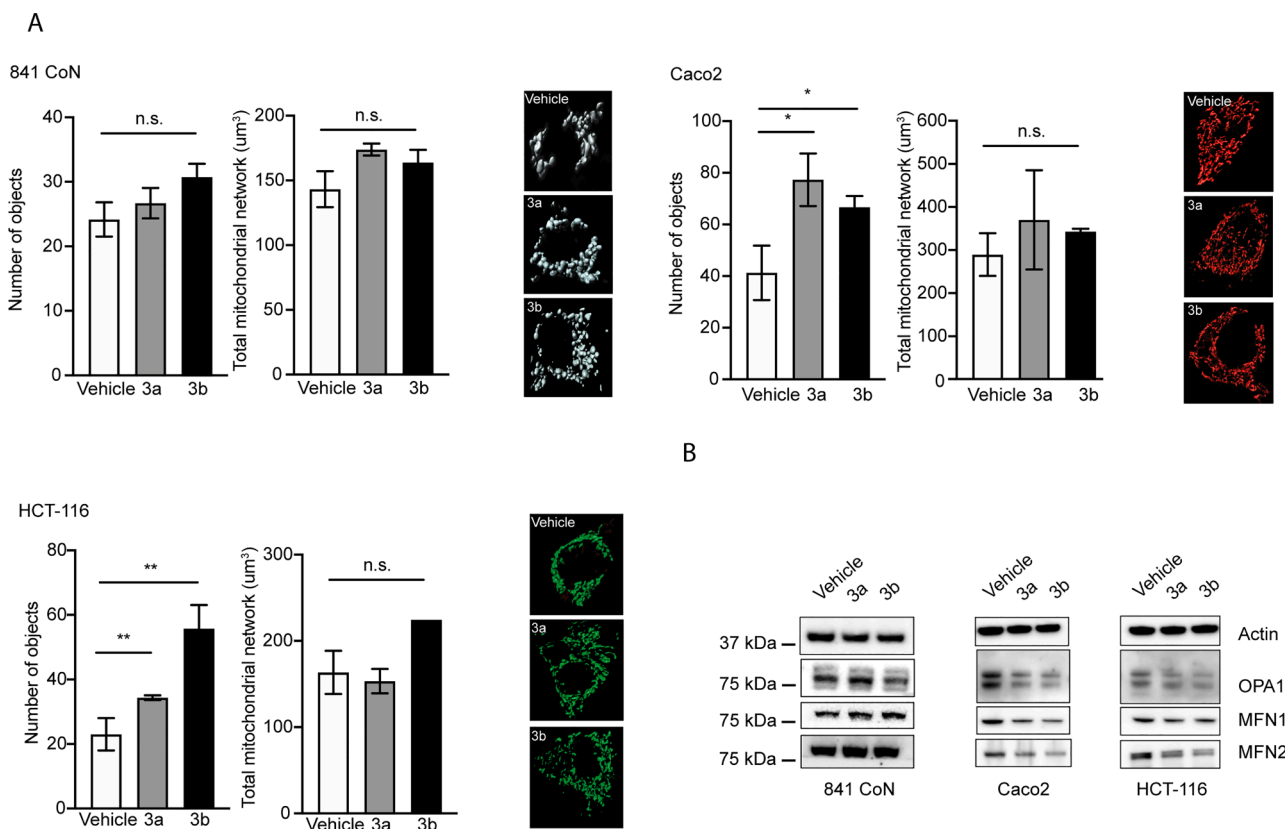 A
841 CoN
Number of objects
40
30
20
10
0
n.s.
Vehicle 3a 3b
Total mitochondrial network (um³)
200
150
100
50
0
n.s.
Vehicle 3a 3b
Vehicle
3a
3b
Caco2
Number of objects
100
80
60
40
20
0
*
*
Vehicle 3a 3b
Total mitochondrial network (um³)
600
500
400
300
200
100
0
n.s.
Vehicle 3a 3b
Vehicle
3a
3b
HCT-116
Number of objects
80
60
40
20
0
**
**
Vehicle 3a 3b
Total mitochondrial network (um³)
300
200
100
0
n.s.
Vehicle 3a 3b
Vehicle
3a
3b
B
Vehicle 3a 3b
Vehicle 3a 3b
Vehicle 3a 3b
37 kDa
Actin
75 kDa
OPA1
75 kDa
MFN1
75 kDa
MFN2
841 CoN
Caco2
HCT-116